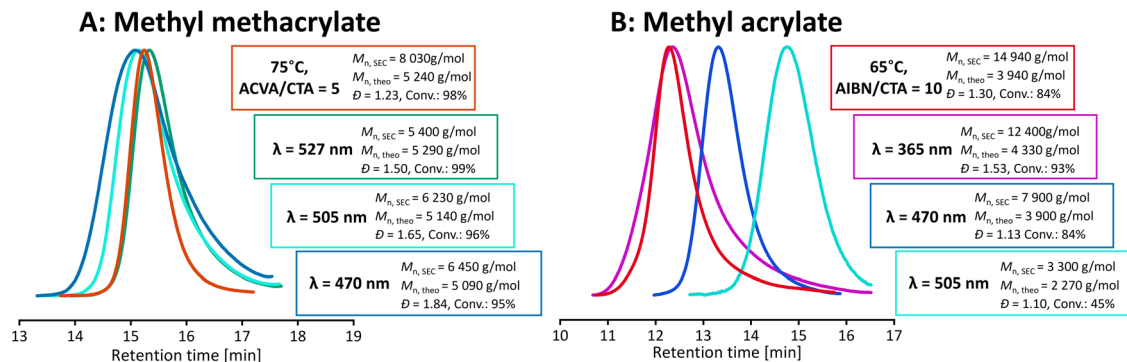 A: Methyl methacrylate
75°C,
ACVA/CTA = 5
Mn, SEC = 8 030g/mol
Mn, theo = 5 240 g/mol
Đ = 1.23, Conv.: 98%
λ = 527 nm
Mn, SEC = 5 400 g/mol
Mn, theo = 5 290 g/mol
Đ = 1.50, Conv.: 99%
λ = 505 nm
Mn, SEC = 6 230 g/mol
Mn, theo = 5 140 g/mol
Đ = 1.65, Conv.: 96%
λ = 470 nm
Mn, SEC = 6 450 g/mol
Mn, theo = 5 090 g/mol
Đ = 1.84, Conv.: 95%
13 14 15 16 17 18 19
Retention time [min]
B: Methyl acrylate
65°C,
AIBN/CTA = 10
Mn, SEC = 14 940 g/mol
Mn, theo = 3 940 g/mol
Đ = 1.30, Conv.: 84%
λ = 365 nm
Mn, SEC = 12 400g/mol
Mn, theo = 4 330 g/mol
Đ = 1.53, Conv.: 93%
λ = 470 nm
Mn, SEC = 7 900 g/mol
Mn, theo = 3 900 g/mol
Đ = 1.13 Conv.: 84%
λ = 505 nm
Mn, SEC = 3 300 g/mol
Mn, theo = 2 270 g/mol
Đ = 1.10, Conv.: 45%
10 11 12 13 14 15 16 17
Retention time [min]